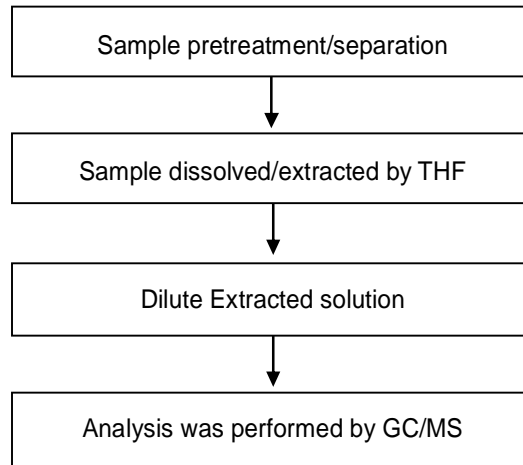 Sample pretreatment/separation
Sample dissolved/extracted by THF
Dilute Extracted solution
Analysis was performed by GC/MS